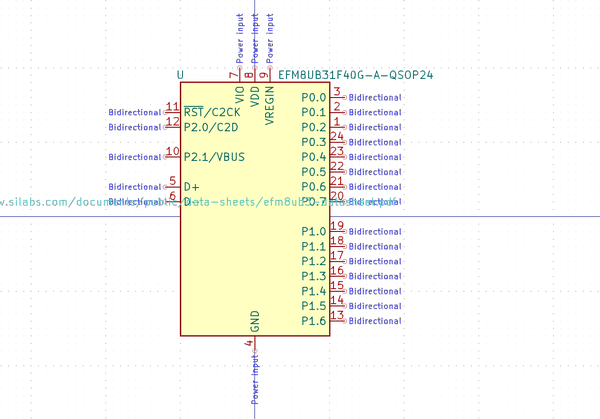 Power input
Power input
Power input
U
7
8
9
EFM8UB31F40G-A-QSOP24
VIO
VDD
VREGIN
P0.0
3
Bidirectional
Bidirectional
11
RST/C2CK
P0.1
2
Bidirectional
Bidirectional
12
P2.0/C2D
P0.2
1
Bidirectional
P0.3
24
Bidirectional
Bidirectional
10
P2.1/VBUS
P0.4
23
Bidirectional
P0.5
22
Bidirectional
Bidirectional
5
D+
P0.6
21
Bidirectional
Bidirectional
6
D-
P0.7
20
Bidirectional
P1.0
19
Bidirectional
P1.1
18
Bidirectional
P1.2
17
Bidirectional
P1.3
16
Bidirectional
P1.4
15
Bidirectional
P1.5
14
Bidirectional
P1.6
13
Bidirectional
GND
4
Power input